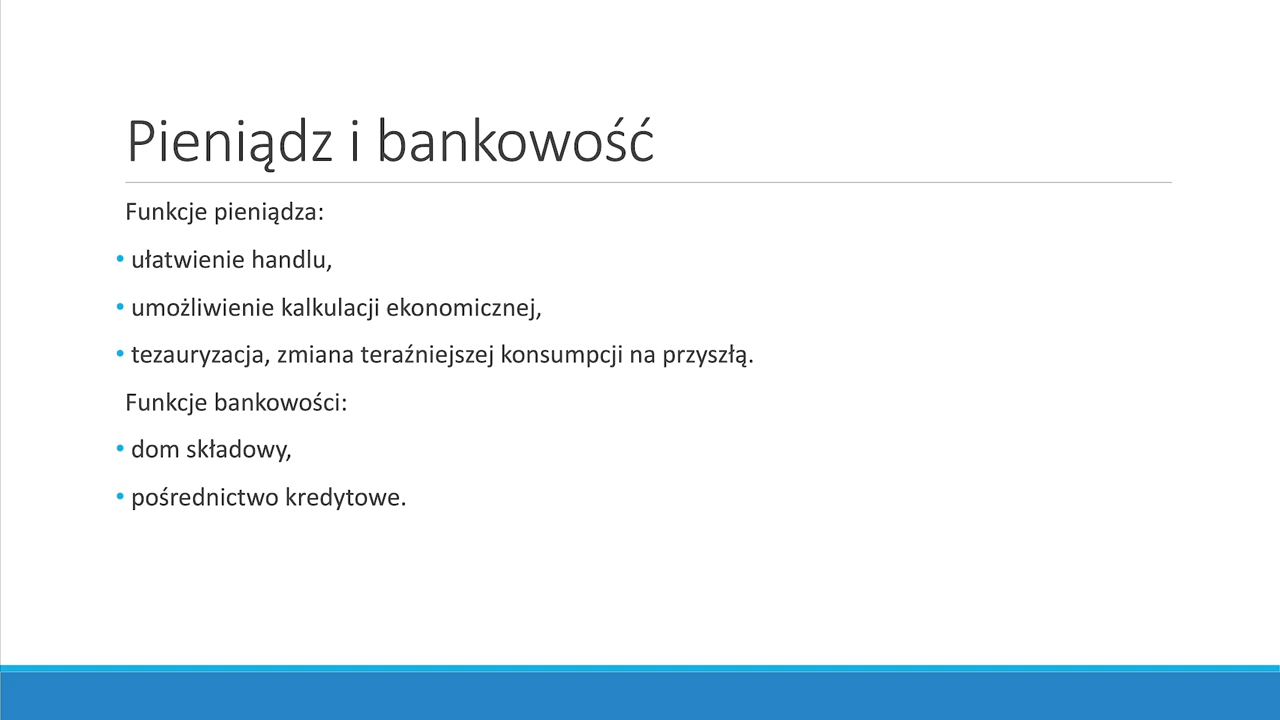 Pieniądz i bankowość
Funkcje pieniądza:
• ułatwienie handlu,
• umożliwienie kalkulacji ekonomicznej,
• tezauryzacja, zmiana teraźniejszej konsumpcji na przyszłą.
Funkcje bankowości:
• dom składowy,
• pośrednictwo kredytowe.